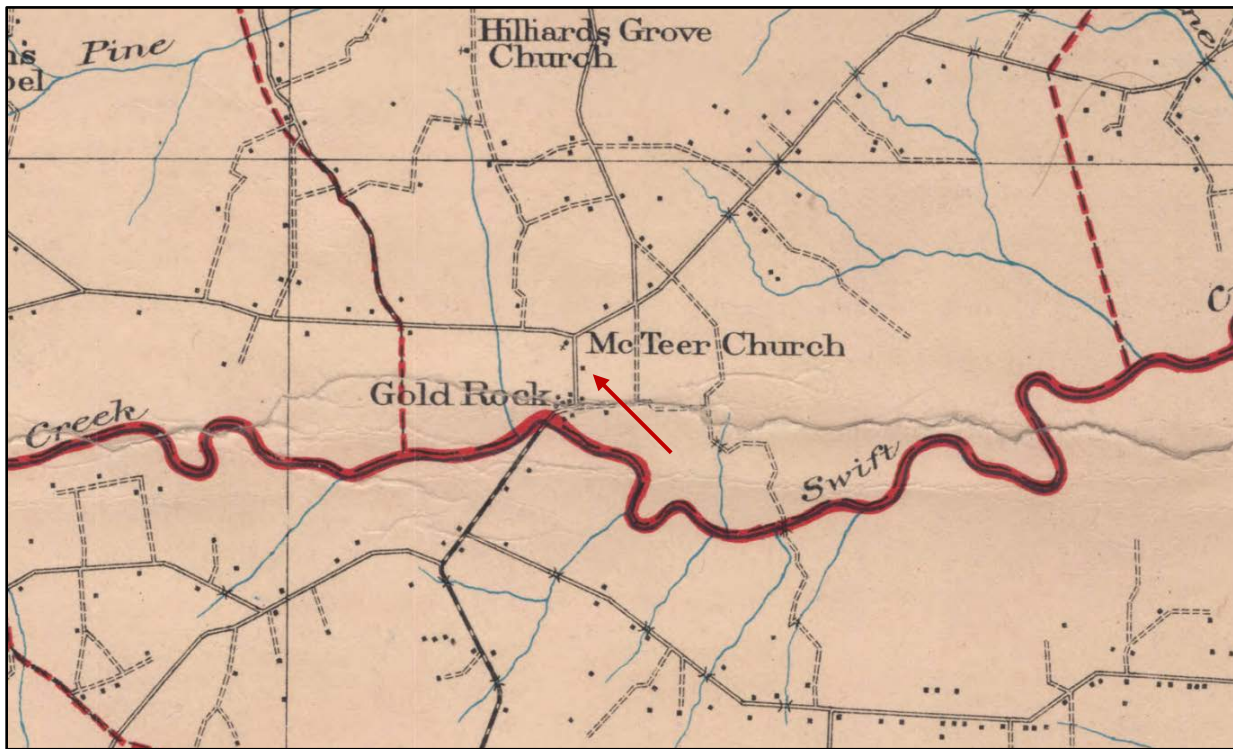 Pine
Hilliards Grove
Church
Mc Teer Church
Gold Rock
Creek
Swift